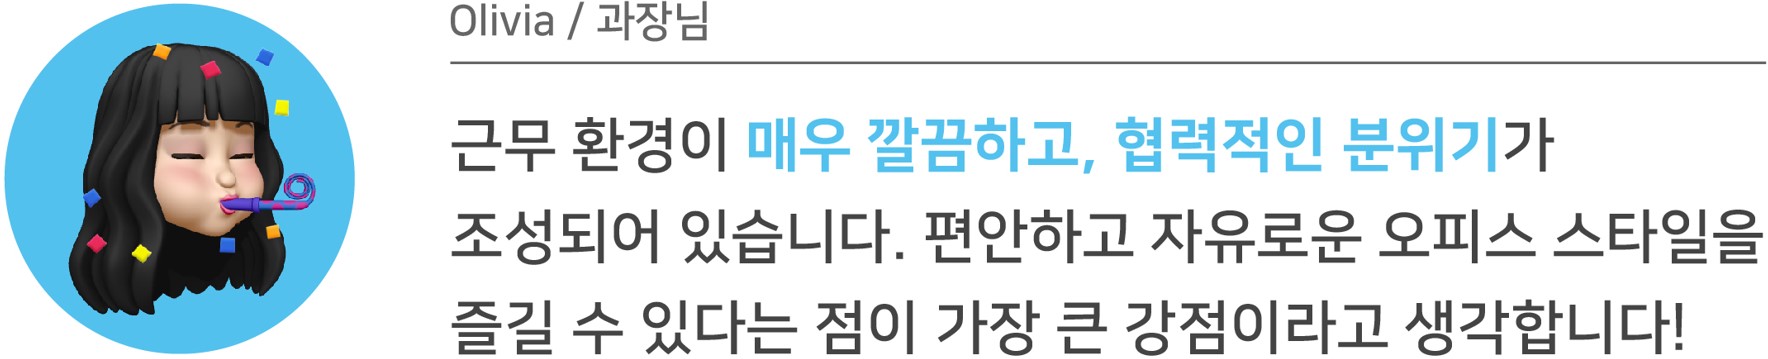 Olivia / 과장님
근무 환경이 매우 깔끔하고, 협력적인 분위기가
조성되어 있습니다. 편안하고 자유로운 오피스 스타일을
즐길 수 있다는 점이 가장 큰 강점이라고 생각합니다!